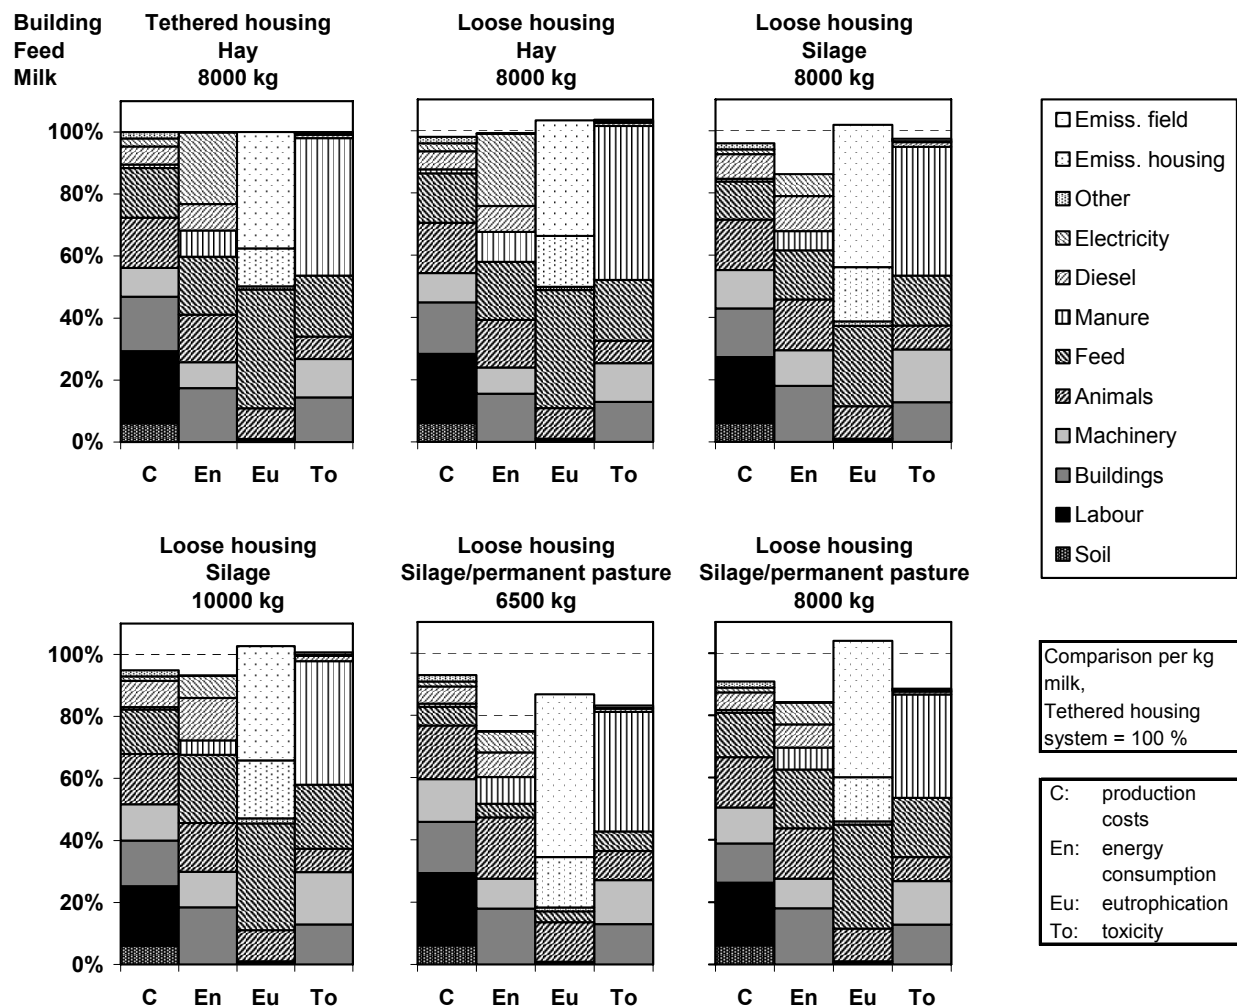 Building
Feed
Milk
Tethered housing
Hay
8000 kg
Loose housing
Hay
8000 kg
Loose housing
Silage
8000 kg
100%
80%
60%
40%
20%
0%
C En Eu To
C En Eu To
C En Eu To
Emiss. field
Emiss. housing
Other
Electricity
Diesel
Manure
Feed
Animals
Machinery
Buildings
Labour
Soil
Loose housing
Silage
10000 kg
Loose housing
Silage/permanent pasture
6500 kg
Loose housing
Silage/permanent pasture
8000 kg
100%
80%
60%
40%
20%
0%
C En Eu To
C En Eu To
C En Eu To
Comparison per kg
milk,
Tethered housing
system = 100 %
C: production
costs
En: energy
consumption
Eu: eutrophication
To: toxicity